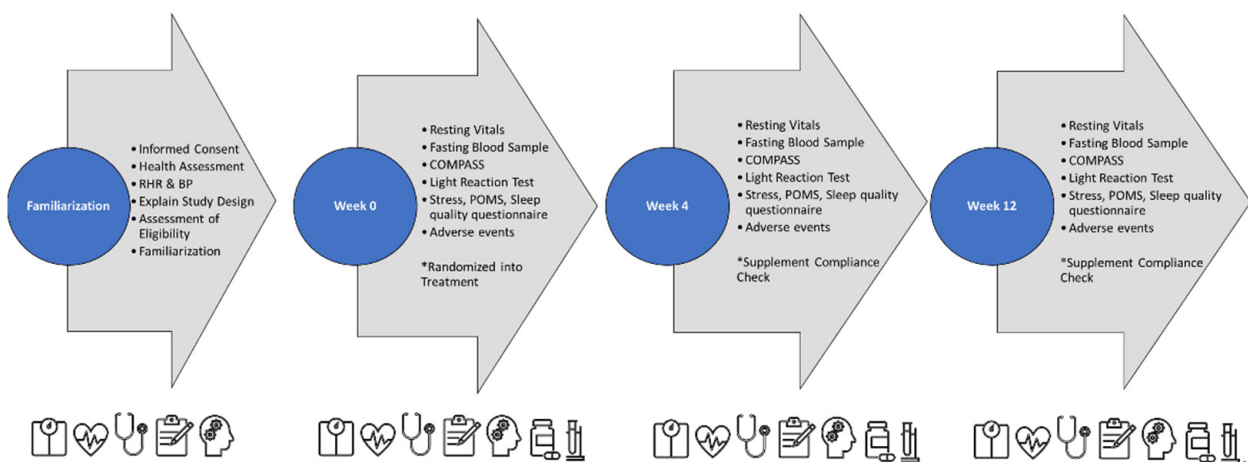 Familiarization
• Informed Consent
• Health Assessment
• RHR & BP
• Explain Study Design
• Assessment of
Eligibility
• Familiarization
Week 0
• Resting Vitals
• Fasting Blood Sample
• COMPASS
• Light Reaction Test
• Stress, POMS, Sleep
quality questionnaire
• Adverse events
*Randomized into
Treatment
Week 4
• Resting Vitals
• Fasting Blood Sample
• COMPASS
• Light Reaction Test
• Stress, POMS, Sleep quality
questionnaire
• Adverse events
*Supplement Compliance
Check
Week 12
• Resting Vitals
• Fasting Blood Sample
• COMPASS
• Light Reaction Test
• Stress, POMS, Sleep quality
questionnaire
• Adverse events
*Supplement Compliance
Check